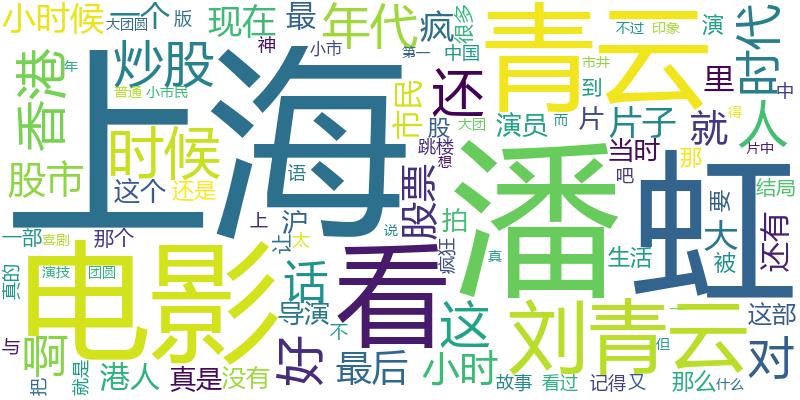 小时候
一个
版
现在
最
大团圆
年代
疯
很多
神
小市
第一
中国
不过
印象
演
时代
炒股
上海
青云
还
里
中
年
香港
普通
小市民
市民
时候
股
大团
到
市井
而
片
得
演员
片子
就
人
片中
跳楼
想
当时
那
股市
这个
还是
语
股票
潘
虹
吧
要
结局
上
沪
拍
大
还有
一部
喜剧
那个
让
太
说
疯狂
生活
被
真的
演技
团圆
电影
话
看
真
导演
这
不
刘青云
但
一
这部
与
啊
把
就是
港人
真是
没有
好
最后
小时
故事
看过
记得
又
那么
什么
对